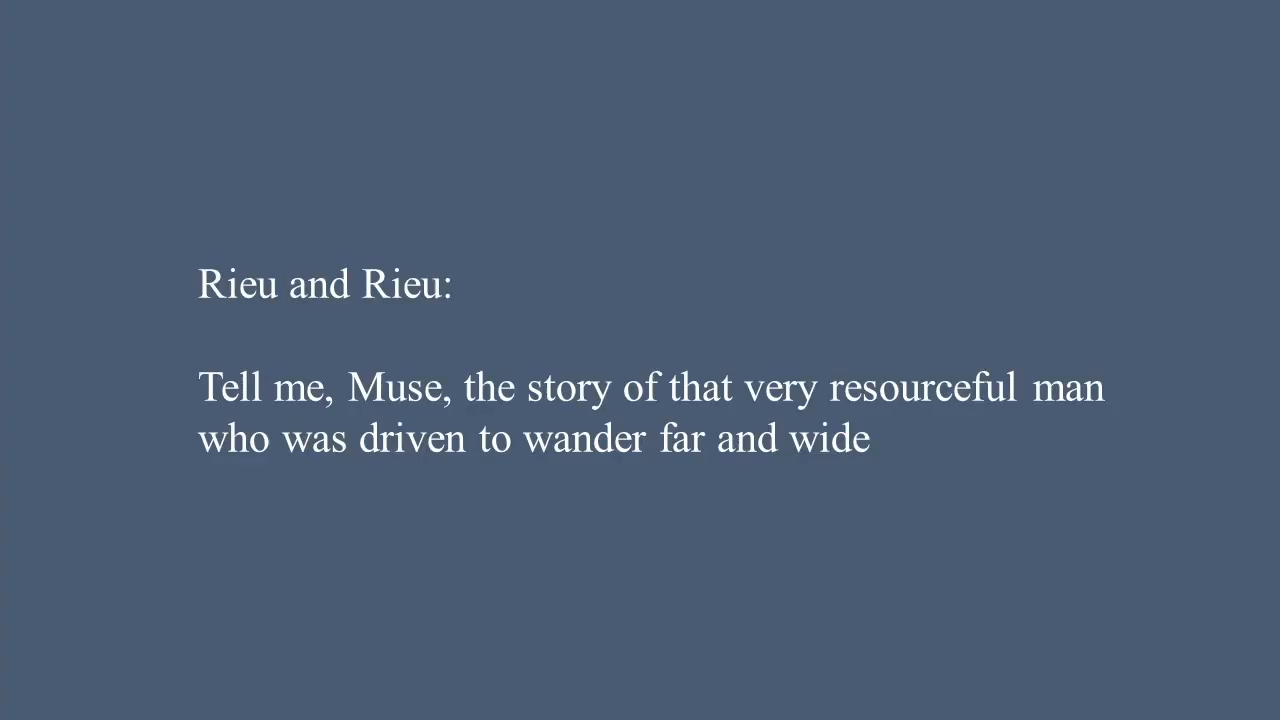 Rieu and Rieu:
Tell me, Muse, the story of that very resourceful man
who was driven to wander far and wide